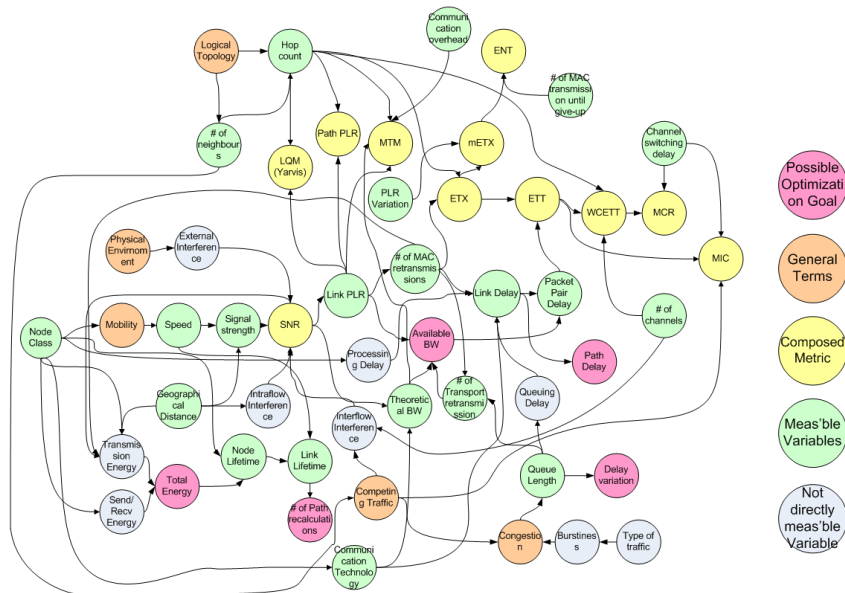 Communi
cation
overhead
Logical
Topology
Hop
count
ENT
# of MAC
transmissi
on until
give-up
# of
neighbour
s
Path PLR
MTM
mETX
Channel
switching
delay
LQM
(Yarvis)
PLR
Variation
ETX
ETT
WCETT
MCR
Possible
Optimizati
on Goal
Physical
Envirnom
ent
External
Interferen
ce
# of MAC
retransmis
sions
MIC
General
Terms
Link PLR
Link Delay
Packet
Pair
Delay
# of
channels
Node
Class
Mobility
Speed
Signal
strength
SNR
Available
BW
Composed
Metric
Processin
g Delay
Path
Delay
Geographi
cal
Distance
Intraflow
Interferen
ce
Theoretic
al BW
# of
Transport
retransmi
ssion
Queuing
Delay
Interflow
Interferen
ce
Meas'ble
Variables
Transmiss
ion
Energy
Node
Lifetime
Link
Lifetime
Queue
Length
Delay
variation
Total
Energy
Send/
Recv
Energy
# of Path
recalculati
ons
Competin
g Traffic
Not
directly
meas'ble
Variable
Congestio
n
Burstines
s
Type of
traffic
Communi
cation
Technolo
gy